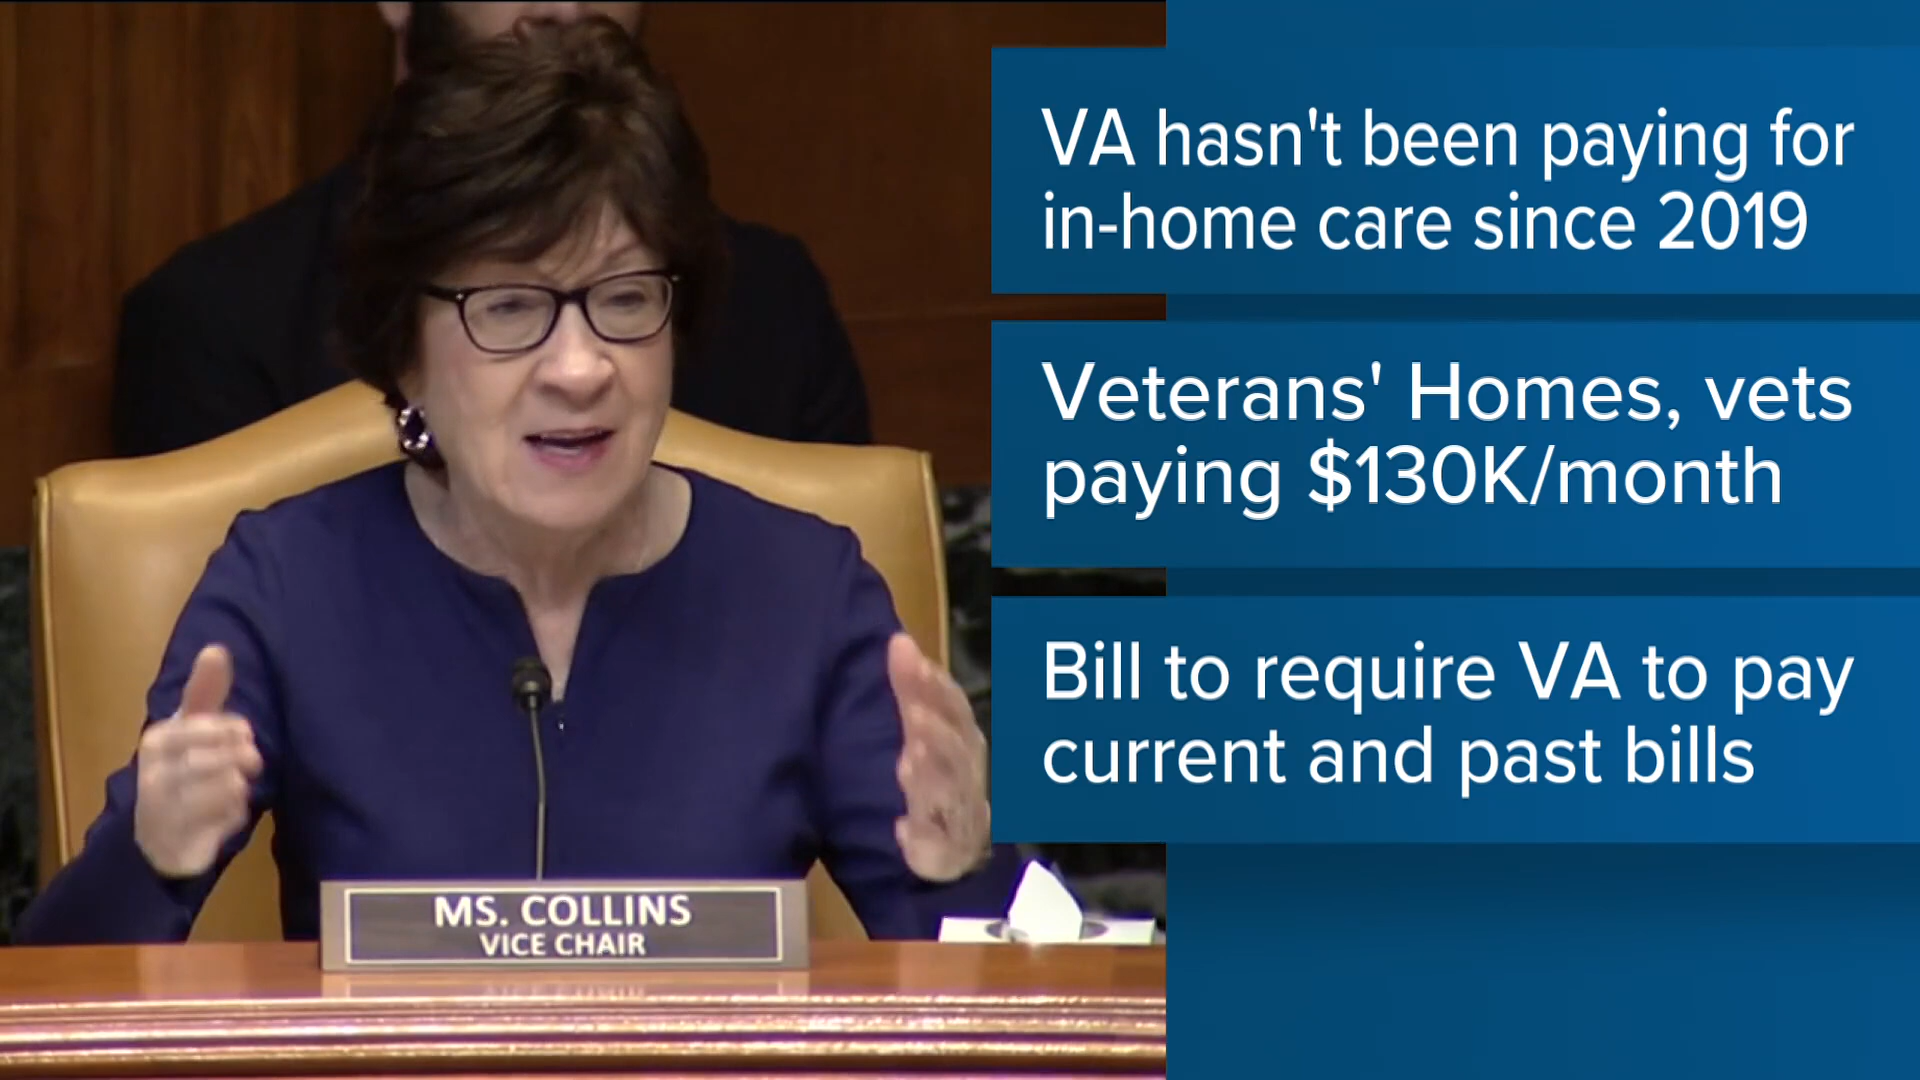 VA hasn't been paying for
in-home care since 2019
Veterans' Homes, vets
paying $130K/month
Bill to require VA to pay
current and past bills
MS. COLLINS
VICE CHAIR